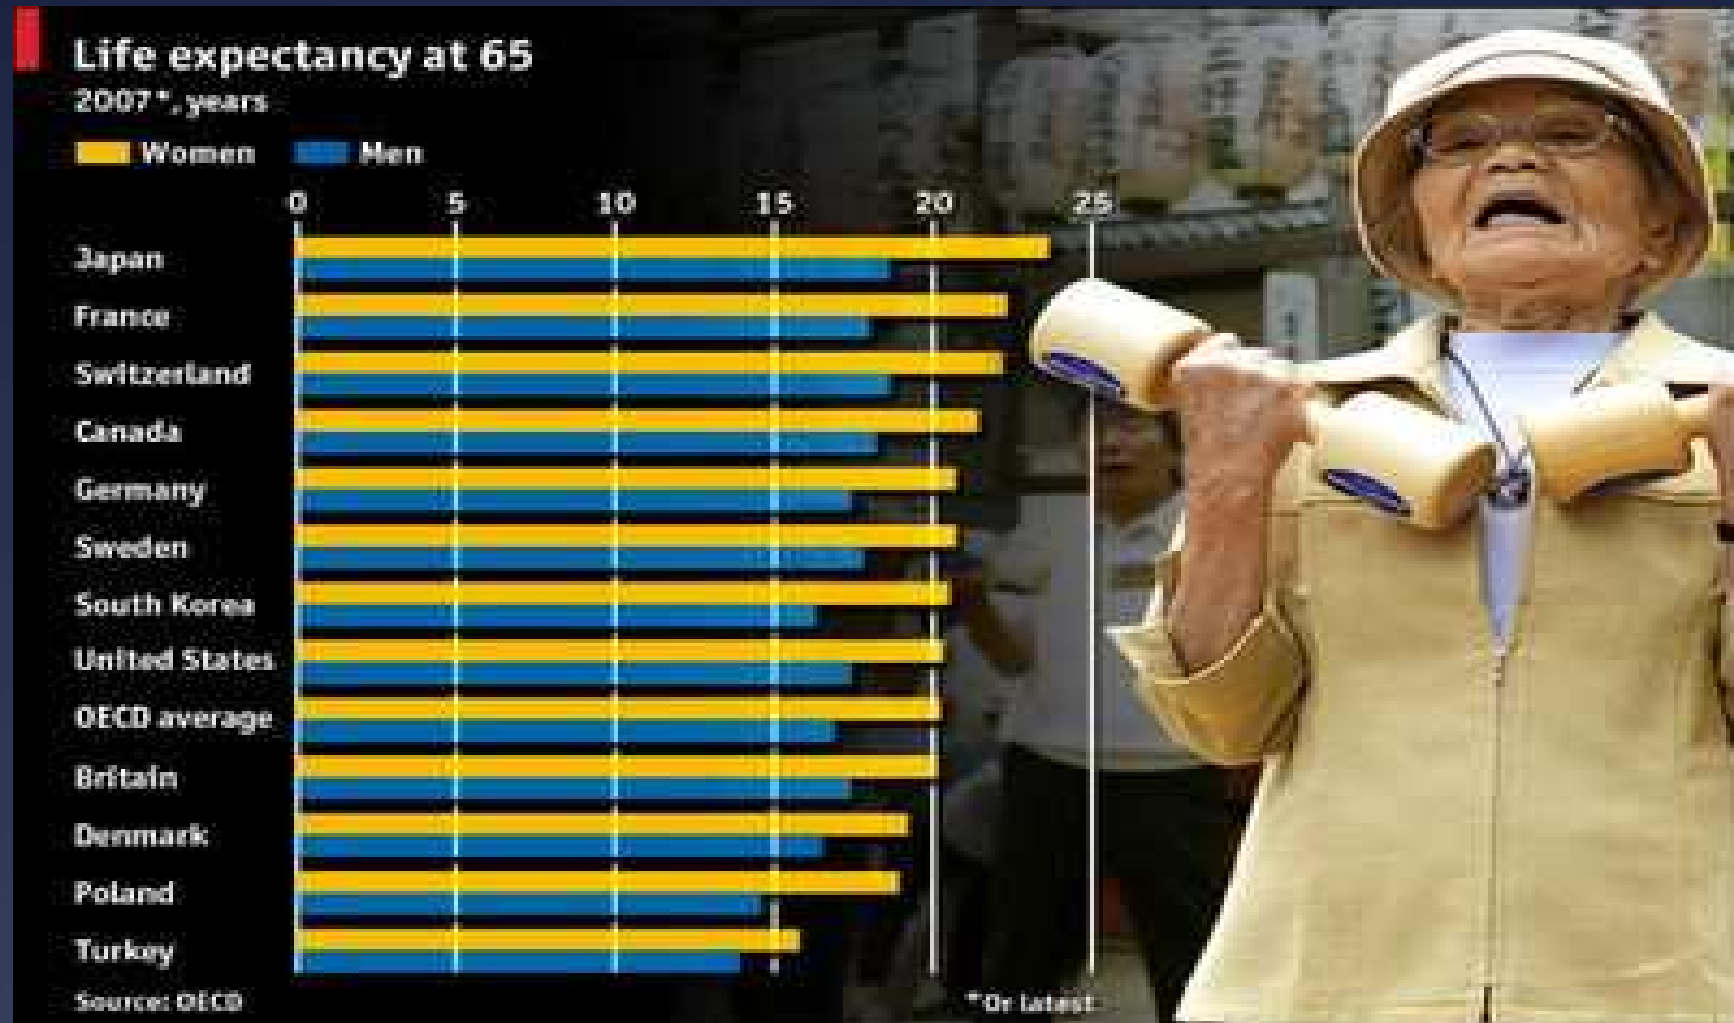 Life expectancy at 65
2007*, years
Women Men
0 5 10 15 20 25
Japan
France
Switzerland
Canada
Germany
Sweden
South Korea
United States
OECD average
Britain
Denmark
Poland
Turkey
Source: OECD *Or latest